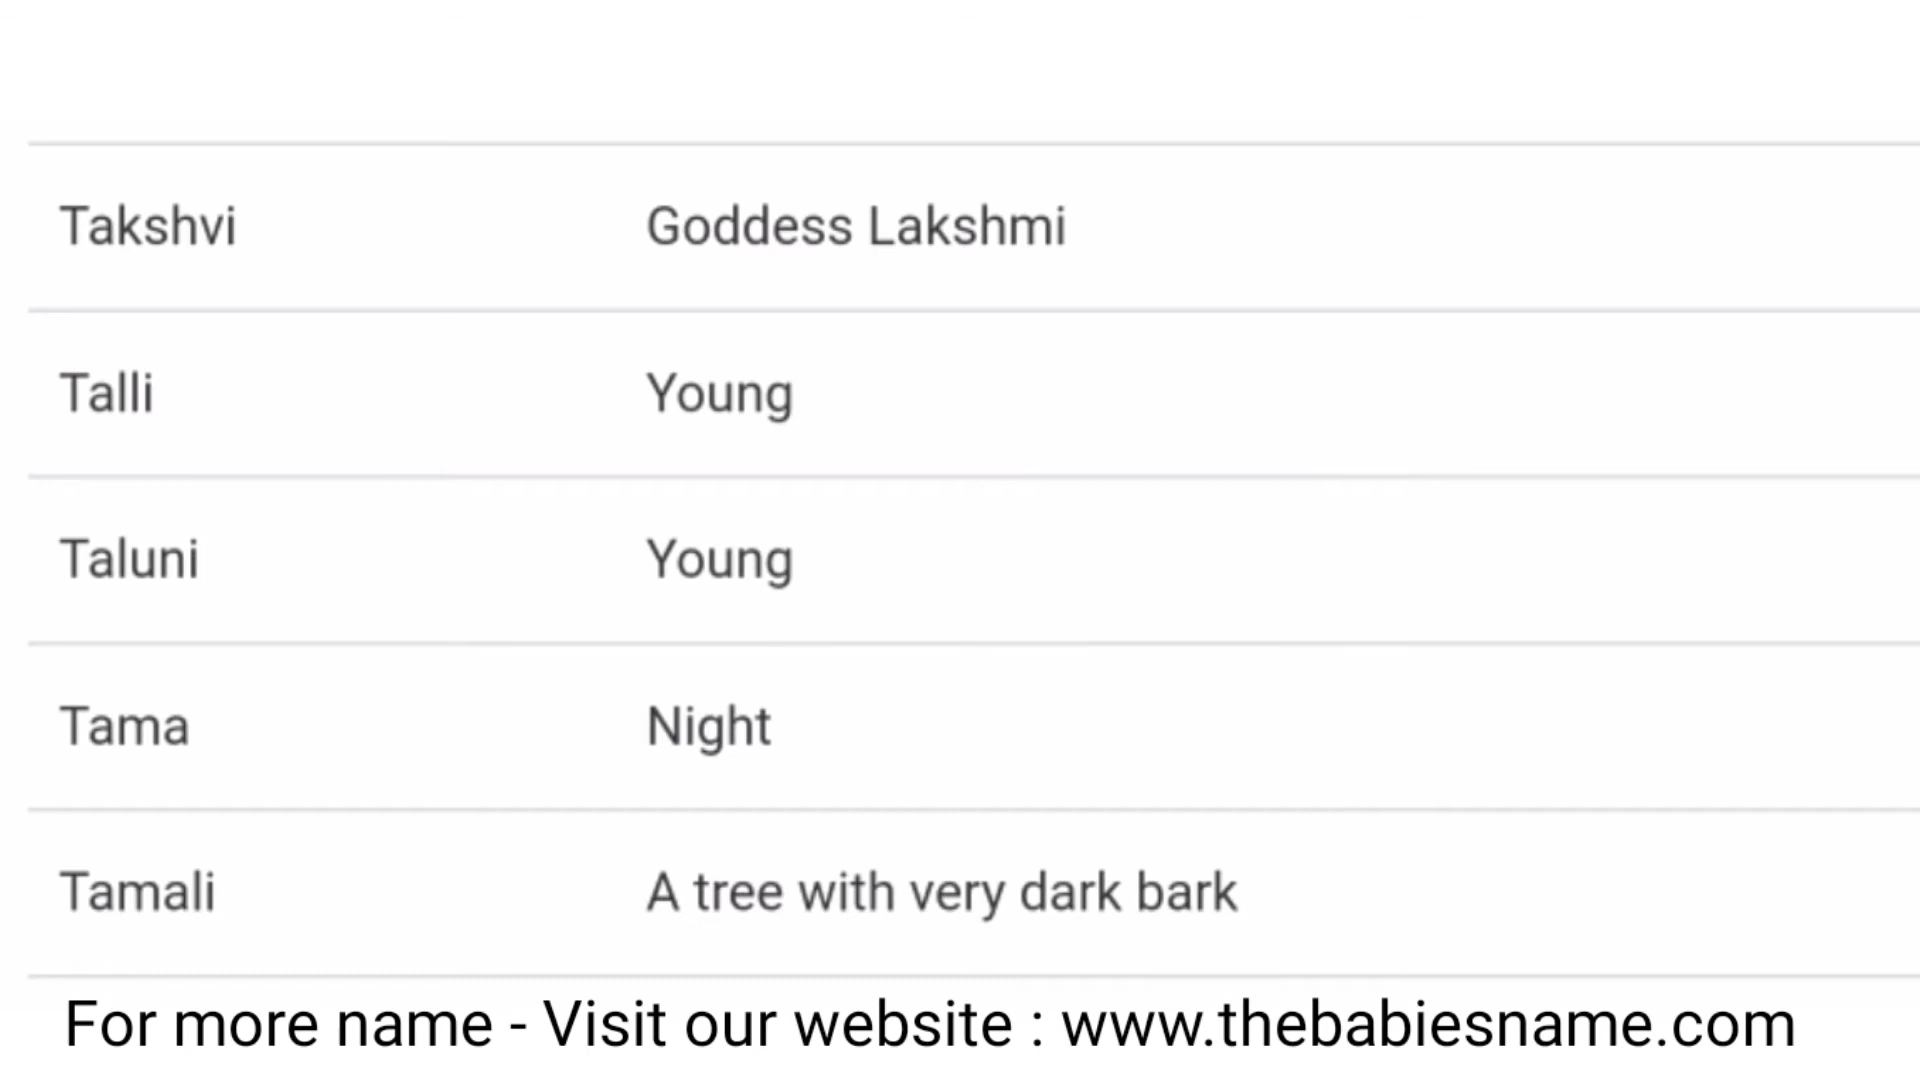 Takshvi Goddess Lakshmi
Talli Young
Taluni Young
Tama Night
Tamali A tree with very dark bark
For more name - Visit our website : www.thebabiesname.com